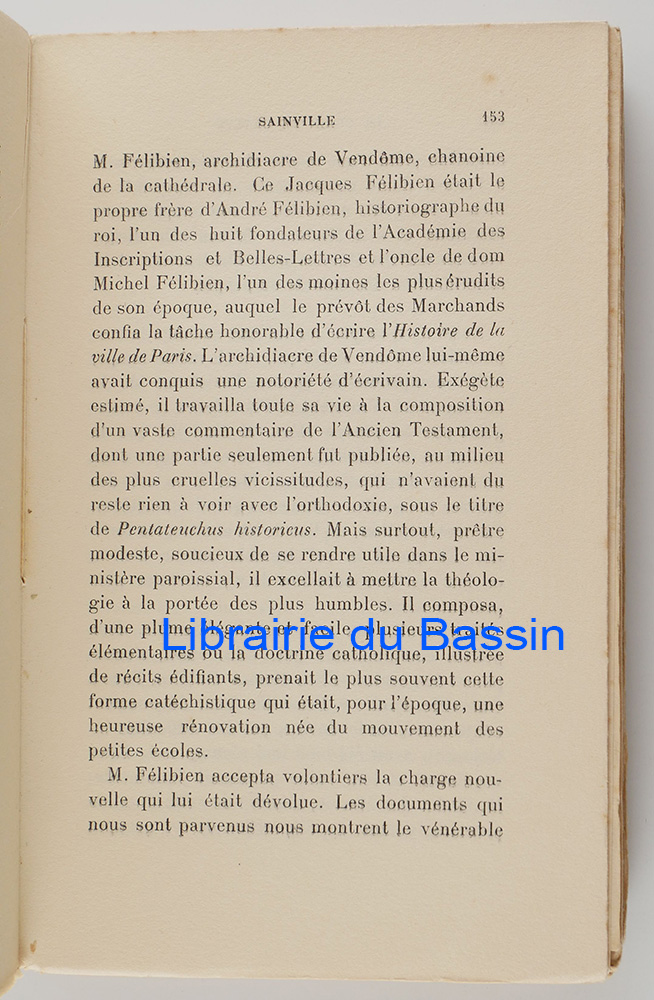 SAINVILLE 153
M. Félibien, archidiacre de Vendôme, chanoine
de la cathédrale. Ce Jacques Félibien était le
propre frère d'André Félibien, historiographe du
roi, l'un des huit fondateurs de l'Académie des
Inscriptions et Belles-Lettres et l'oncle de dom
Michel Félibien, l'un des moines les plus érudits
de son époque, auquel le prévôt des Marchands
confia la tâche honorable d'écrire l'Histoire de la
ville de Paris. L'archidiacre de Vendôme lui-même
avait conquis une notoriété d'écrivain. Exégète
estimé, il travailla toute sa vie à la composition
d'un vaste commentaire de l'Ancien Testament,
dont une partie seulement fut publiée, au milieu
des plus cruelles vicissitudes, qui n'avaient du
reste rien à voir avec l'orthodoxie, sous le titre
de Pentateuchus historicus. Mais surtout, prêtre
modeste, soucieux de se rendre utile dans le mi-
nistère paroissial, il excellait à mettre la théolo-
gie à la portée des plus humbles. Il composa,
d'une plume élégante et facile, plusieurs traités
Librairie du Bassin
élémentaires où la doctrine catholique, illustrée
de récits édifiants, prenait le plus souvent cette
forme catéchistique qui était, pour l'époque, une
heureuse rénovation née du mouvement des
petites écoles.
M. Félibien accepta volontiers la charge nou-
velle qui lui était dévolue. Les documents qui
nous sont parvenus nous montrent le vénérable